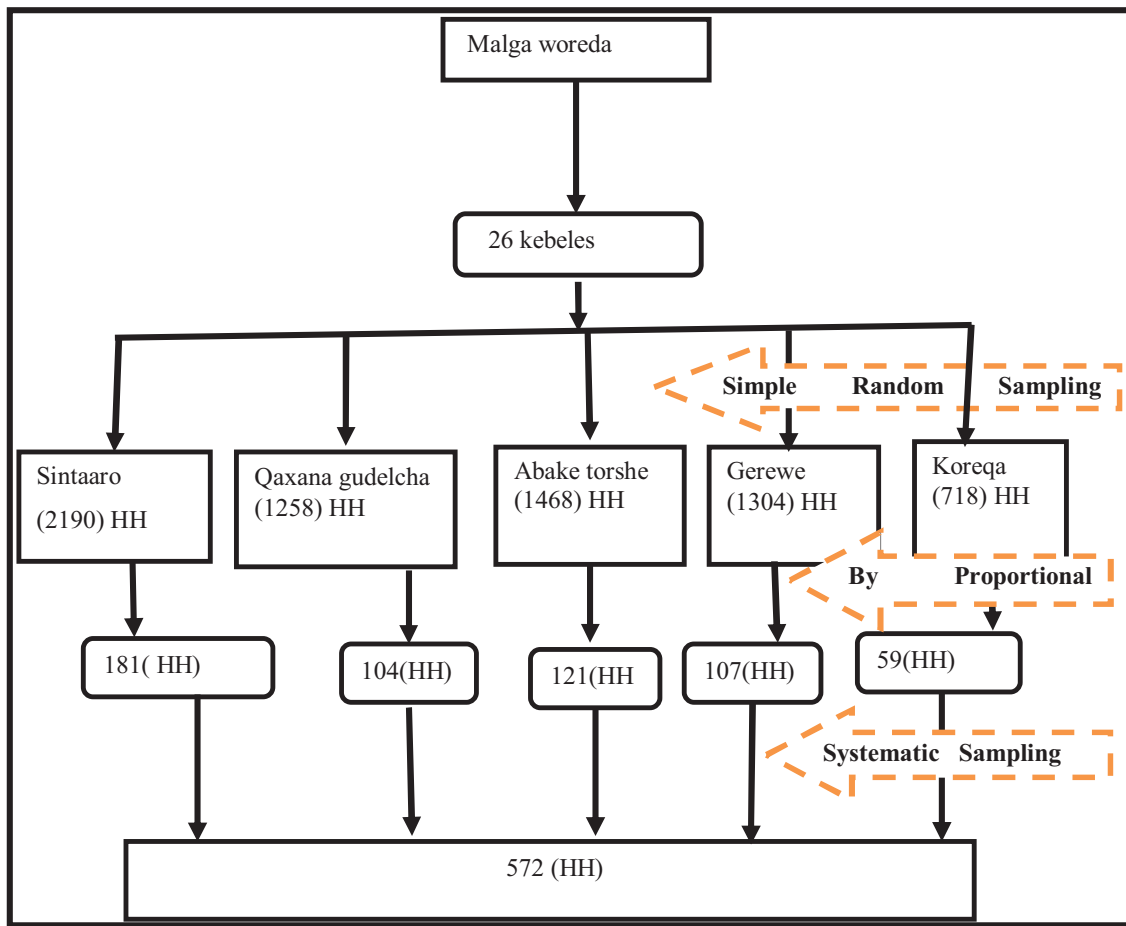 Malga woreda
26 kebeles
Simple Random Sampling
Sintaaro
(2190) HH
Qaxana gudelcha
(1258) HH
Abake torshe
(1468) HH
Gerewe
(1304) HH
Koreqa
(718) HH
By Proportional
181( HH)
104(HH)
121(HH
107(HH)
59(HH)
Systematic Sampling
572 (HH)